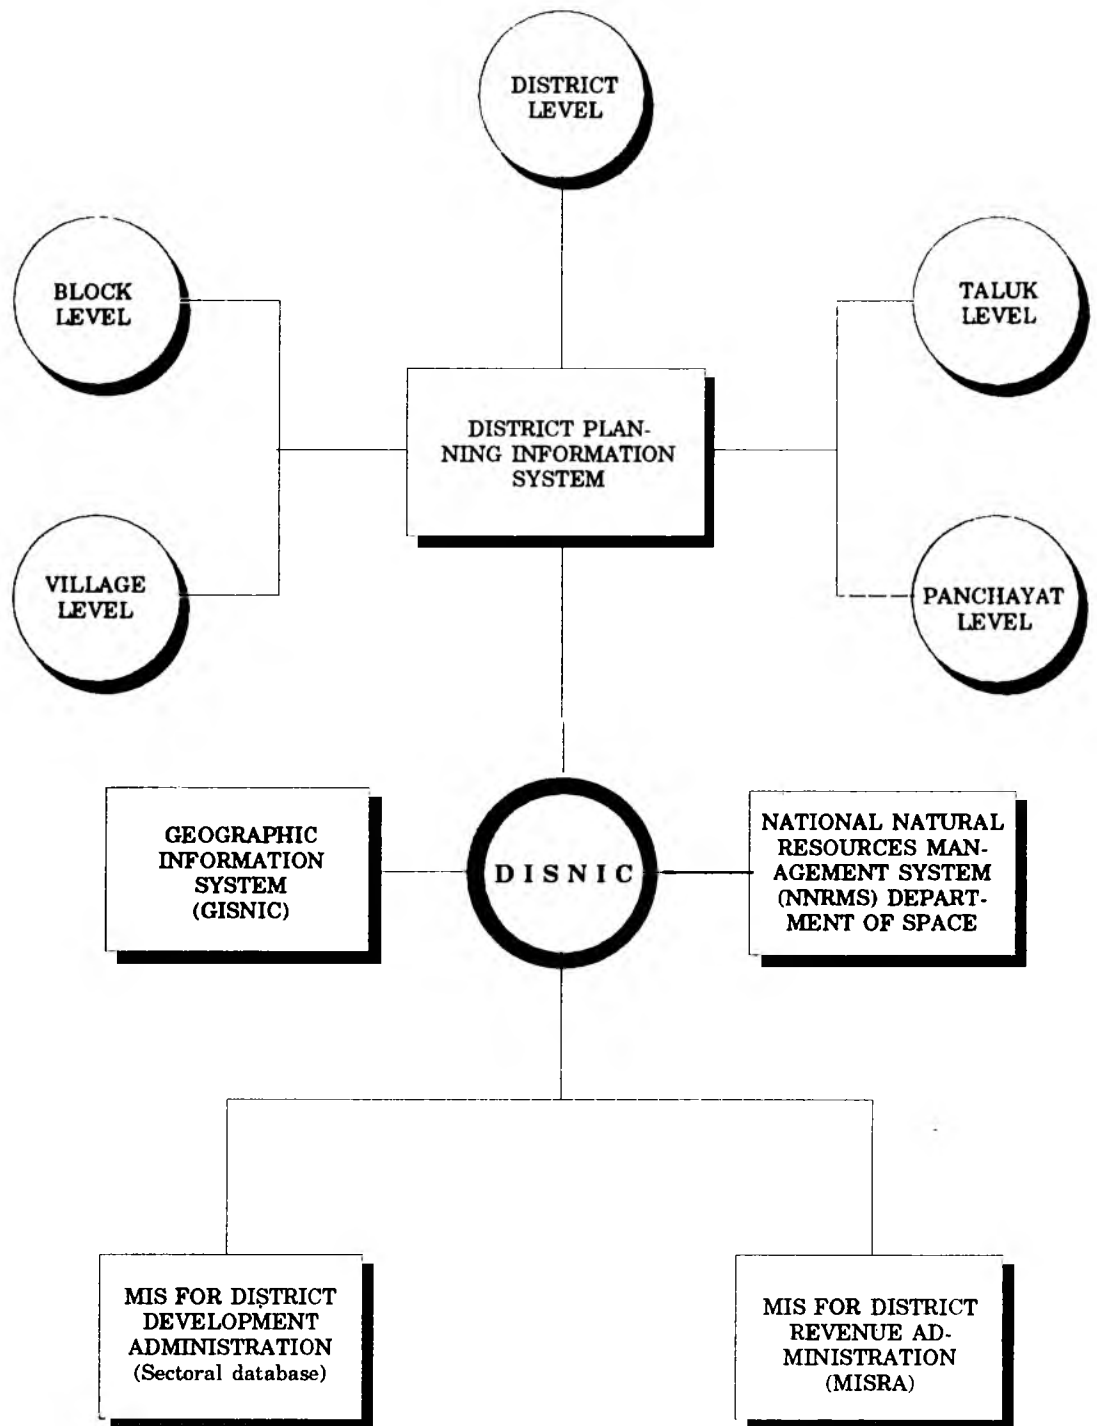 DISTRICT
LEVEL
BLOCK
LEVEL
TALUK
LEVEL
DISTRICT PLAN-
NING INFORMATION
SYSTEM
VILLAGE
LEVEL
PANCHAYAT
LEVEL
GEOGRAPHIC
INFORMATION
SYSTEM
(GISNIC)
DISNIC
NATIONAL NATURAL
RESOURCES MAN-
AGEMENT SYSTEM
(NNRMS) DEPART-
MENT OF SPACE
MIS FOR DISTRICT
DEVELOPMENT
ADMINISTRATION
(Sectoral database)
MIS FOR DISTRICT
REVENUE AD-
MINISTRATION
(MISRA)